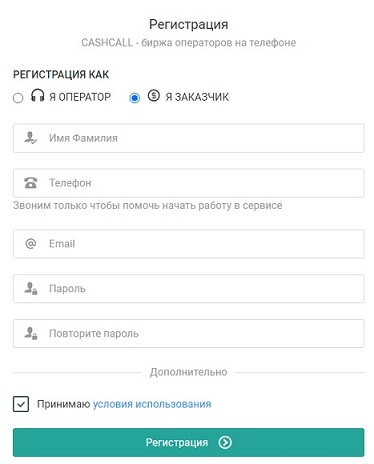 Регистрация
CASHCALL - биржа операторов на телефоне
РЕГИСТРАЦИЯ КАК
Я ОПЕРАТОР
Я ЗАКАЗЧИК
Имя Фамилия
Телефон
Звоним только чтобы помочь начать работу в сервисе
Email
Пароль
Повторите пароль
Дополнительно
Принимаю условия использования
Регистрация